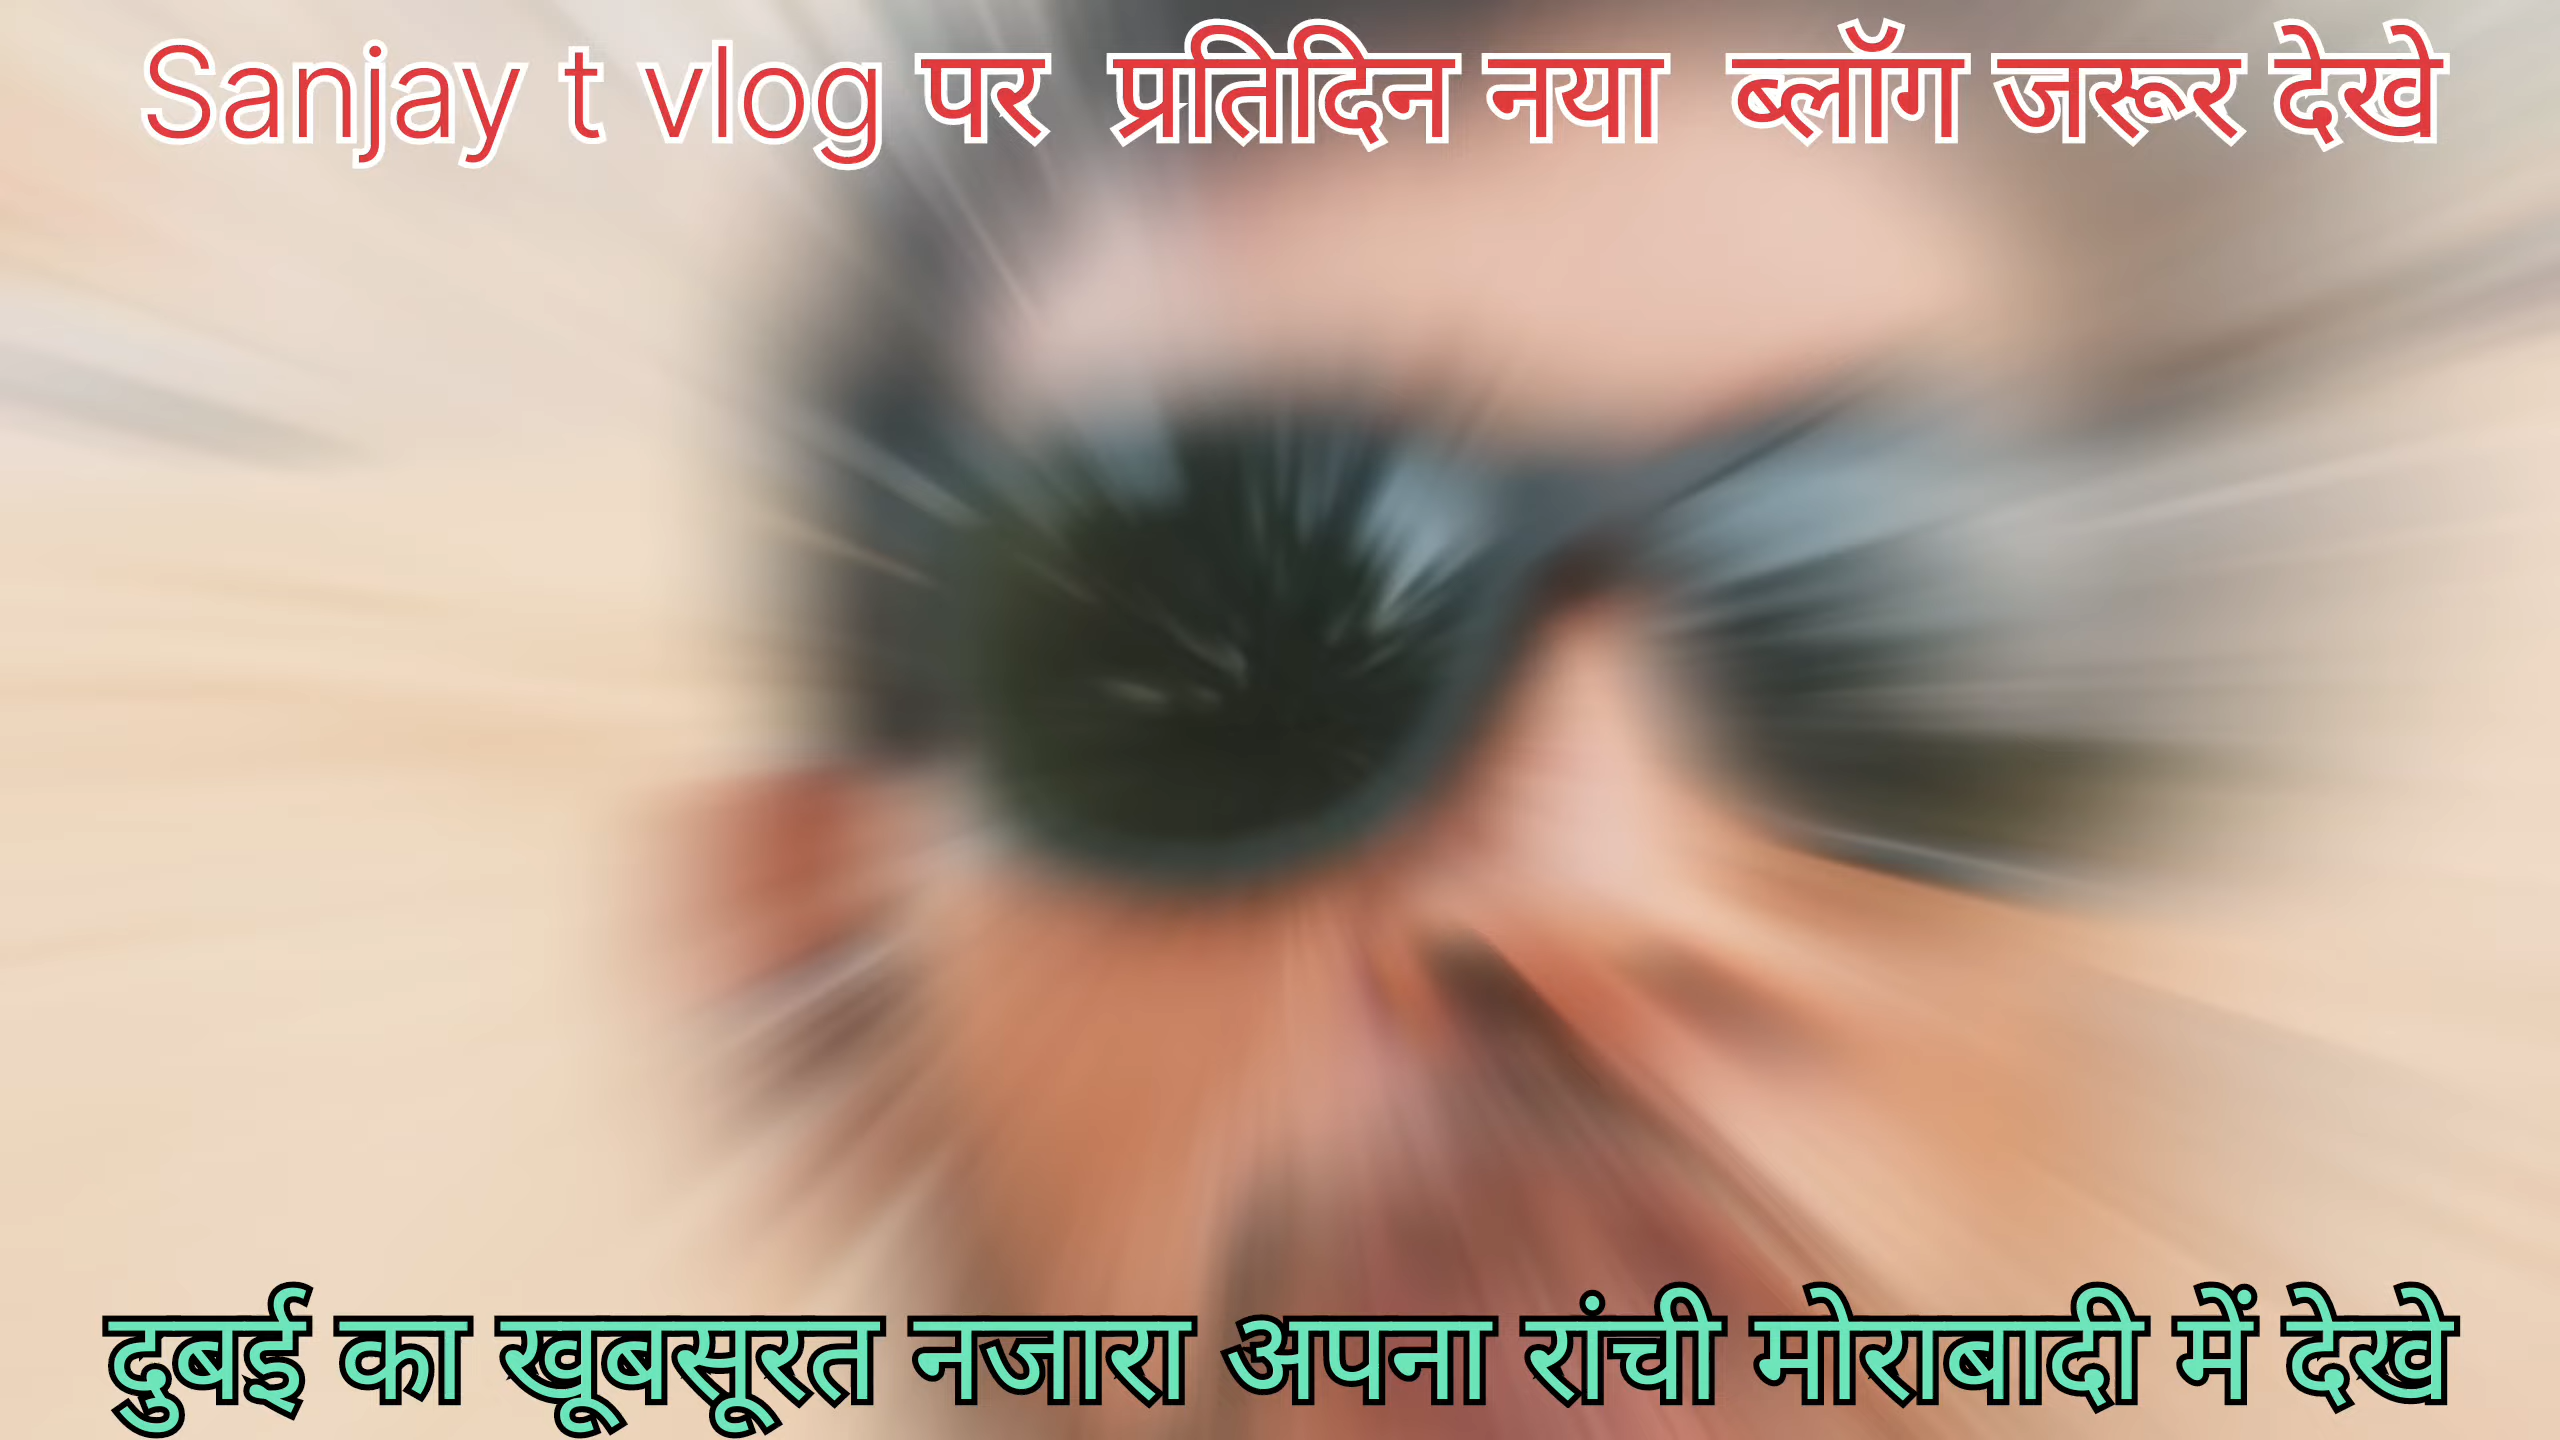 Sanjay t vlog पर प्रतिदिन नया ब्लॉग जरूर देखे
दुबई का खूबसूरत नजारा अपना रांची मोराबादी में देखे